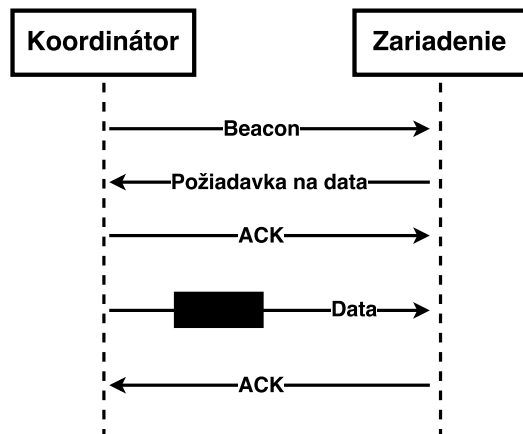 Koordinátor
Zariadenie
Beacon
Požiadavka na data
ACK
Data
ACK